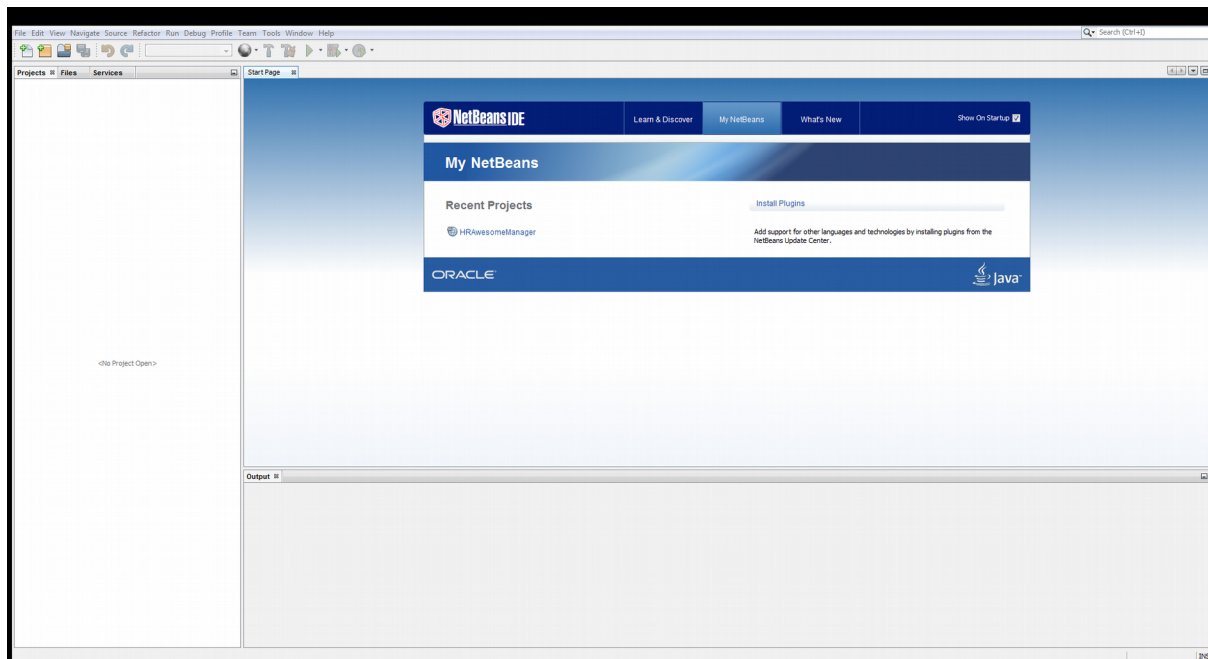 File Edit View Navigate Source Refactor Run Debug Profile Team Tools Window Help
Search (Ctrl+I)
Projects Files Services
Start Page
NetBeans IDE
Learn & Discover
My NetBeans
What's New
Show On Startup
My NetBeans
Recent Projects
Install Plugins
HRAwesomeManager
Add support for other languages and technologies by installing plugins from the
NetBeans Update Center.
ORACLE
Java
<No Project Open>
Output
INS